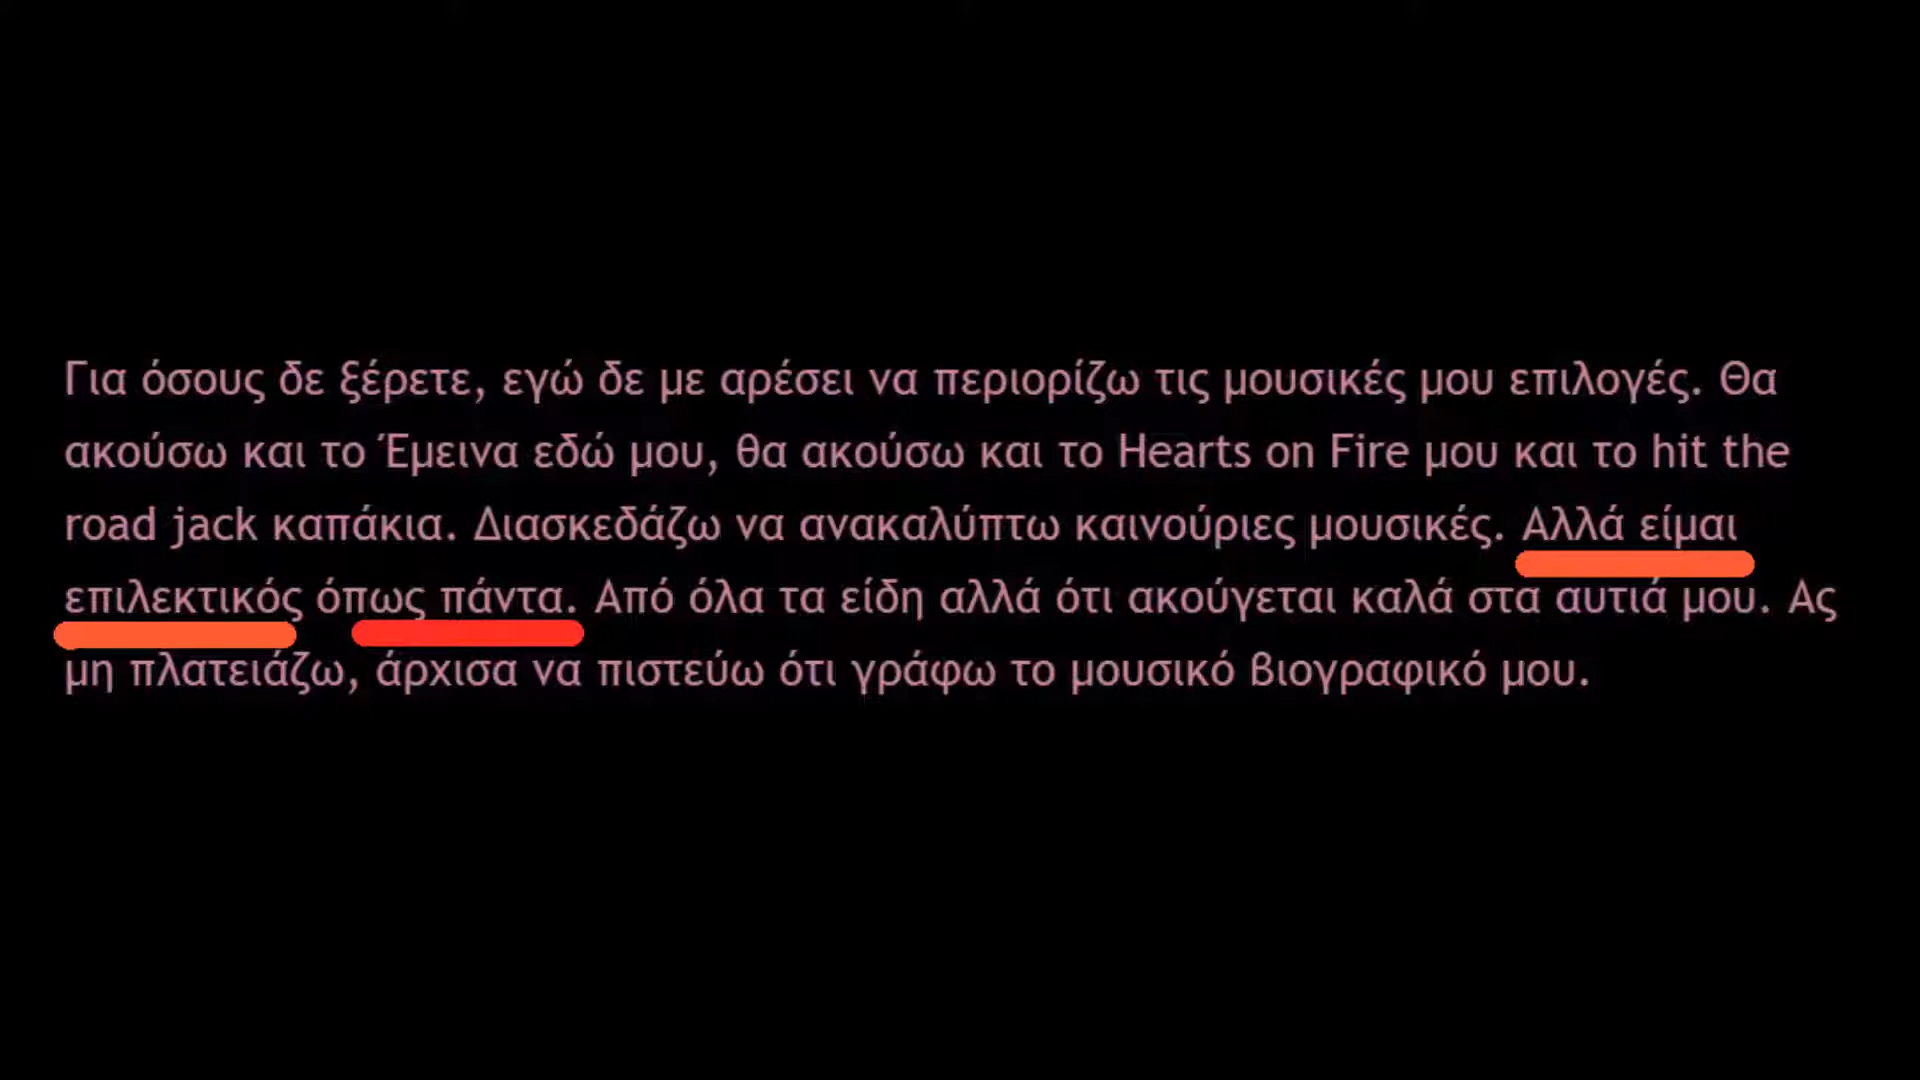 Για όσους δε ξέρετε, εγώ δε με αρέσει να περιορίζω τις μουσικές μου επιλογές. Θα
ακούσω και το Έμεινα εδώ μου, θα ακούσω και το Hearts on Fire μου και το hit the
road jack καπάκια. Διασκεδάζω να ανακαλύπτω καινούριες μουσικές. Αλλά είμαι
επιλεκτικός όπως πάντα. Από όλα τα είδη αλλά ότι ακούγεται καλά στα αυτιά μου. Ας
μη πλατειάζω, άρχισα να πιστεύω ότι γράφω το μουσικό βιογραφικό μου.